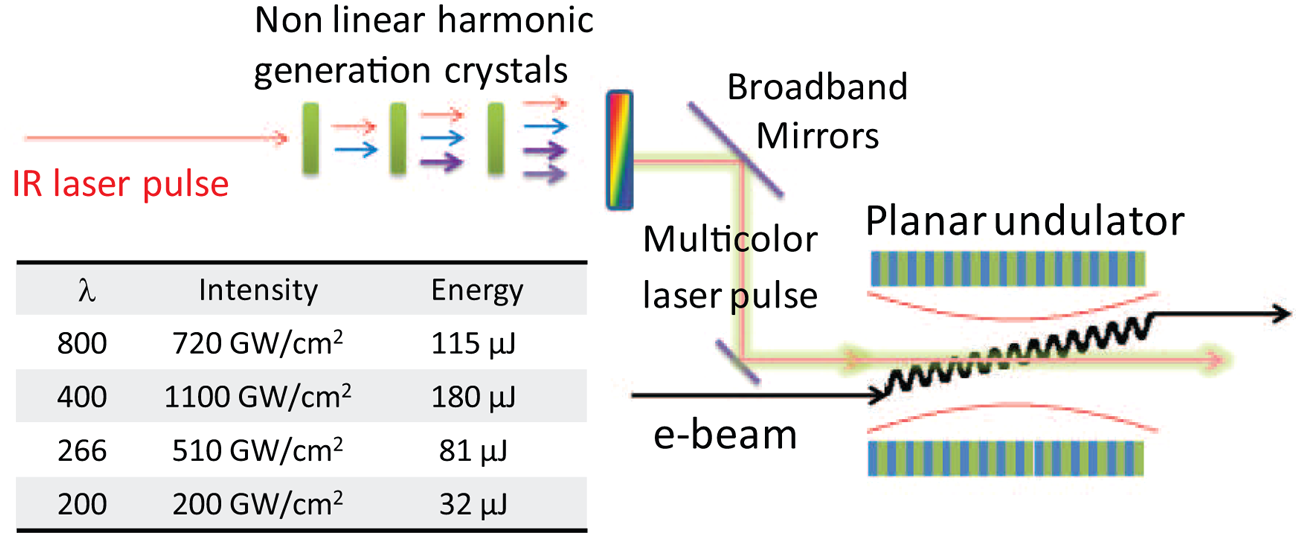 Non linear harmonic
generation crystals
IR laser pulse
Broadband
Mirrors
Multicolor
laser pulse
Planar undulator
e-beam
λ Intensity Energy
800 720 GW/cm² 115 µJ
400 1100 GW/cm² 180 µJ
266 510 GW/cm² 81 µJ
200 200 GW/cm² 32 µJ